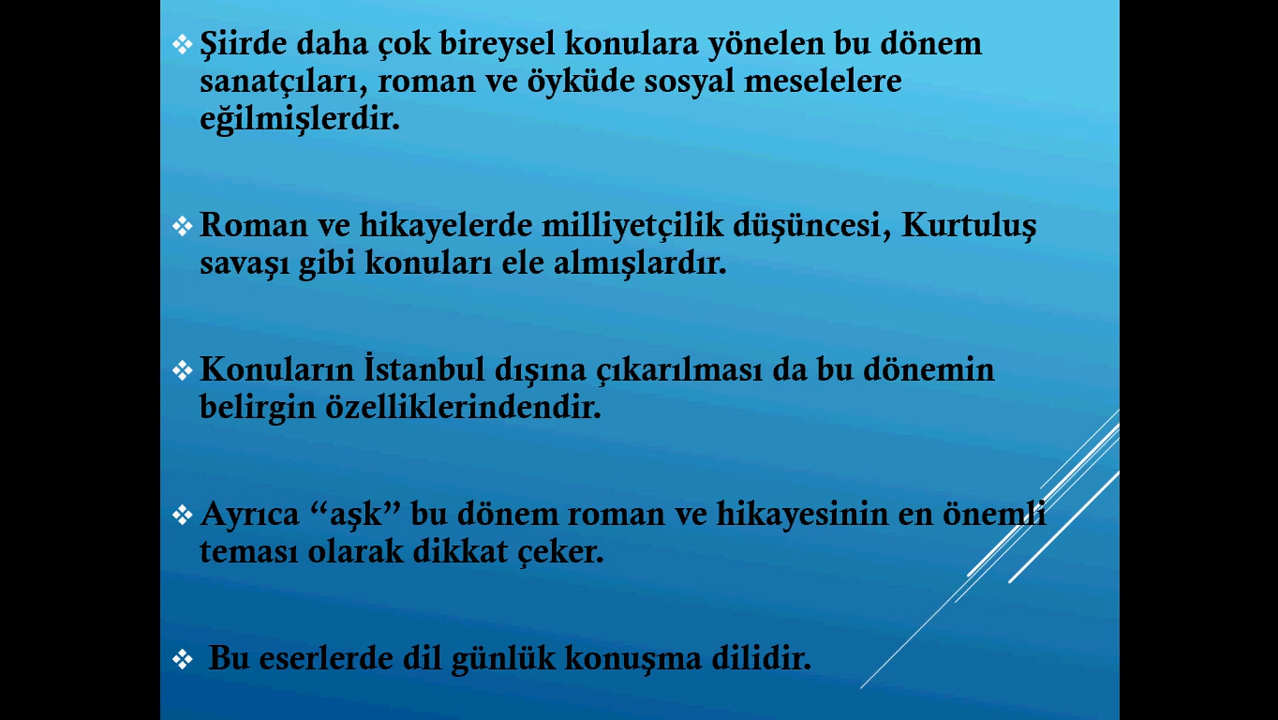 Şiirde daha çok bireysel konulara yönelen bu dönem
sanatçıları, roman ve öyküde sosyal meselelere
eğilmişlerdir.
Roman ve hikayelerde milliyetçilik düşüncesi, Kurtuluş
savaşı gibi konuları ele almışlardır.
Konuların İstanbul dışına çıkarılması da bu dönemin
belirgin özelliklerindendir.
Ayrıca “aşk” bu dönem roman ve hikayesinin en önemli
teması olarak dikkat çeker.
Bu eserlerde dil günlük konuşma dilidir.